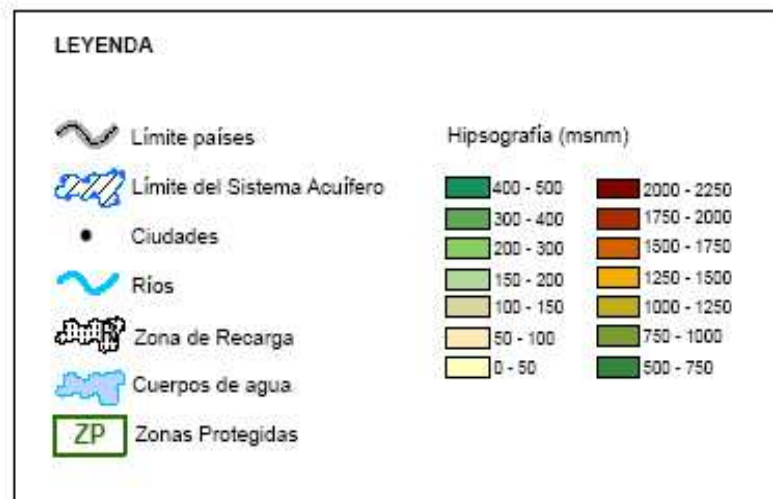 LEYENDA
Límite países
Límite del Sistema Acuífero
Ciudades
Ríos
Zona de Recarga
Cuerpos de agua
ZP Zonas Protegidas
Hipsografía (msnm)
400 - 500
300 - 400
200 - 300
150 - 200
100 - 150
50 - 100
0 - 50
2000 - 2250
1750 - 2000
1500 - 1750
1250 - 1500
1000 - 1250
750 - 1000
500 - 750